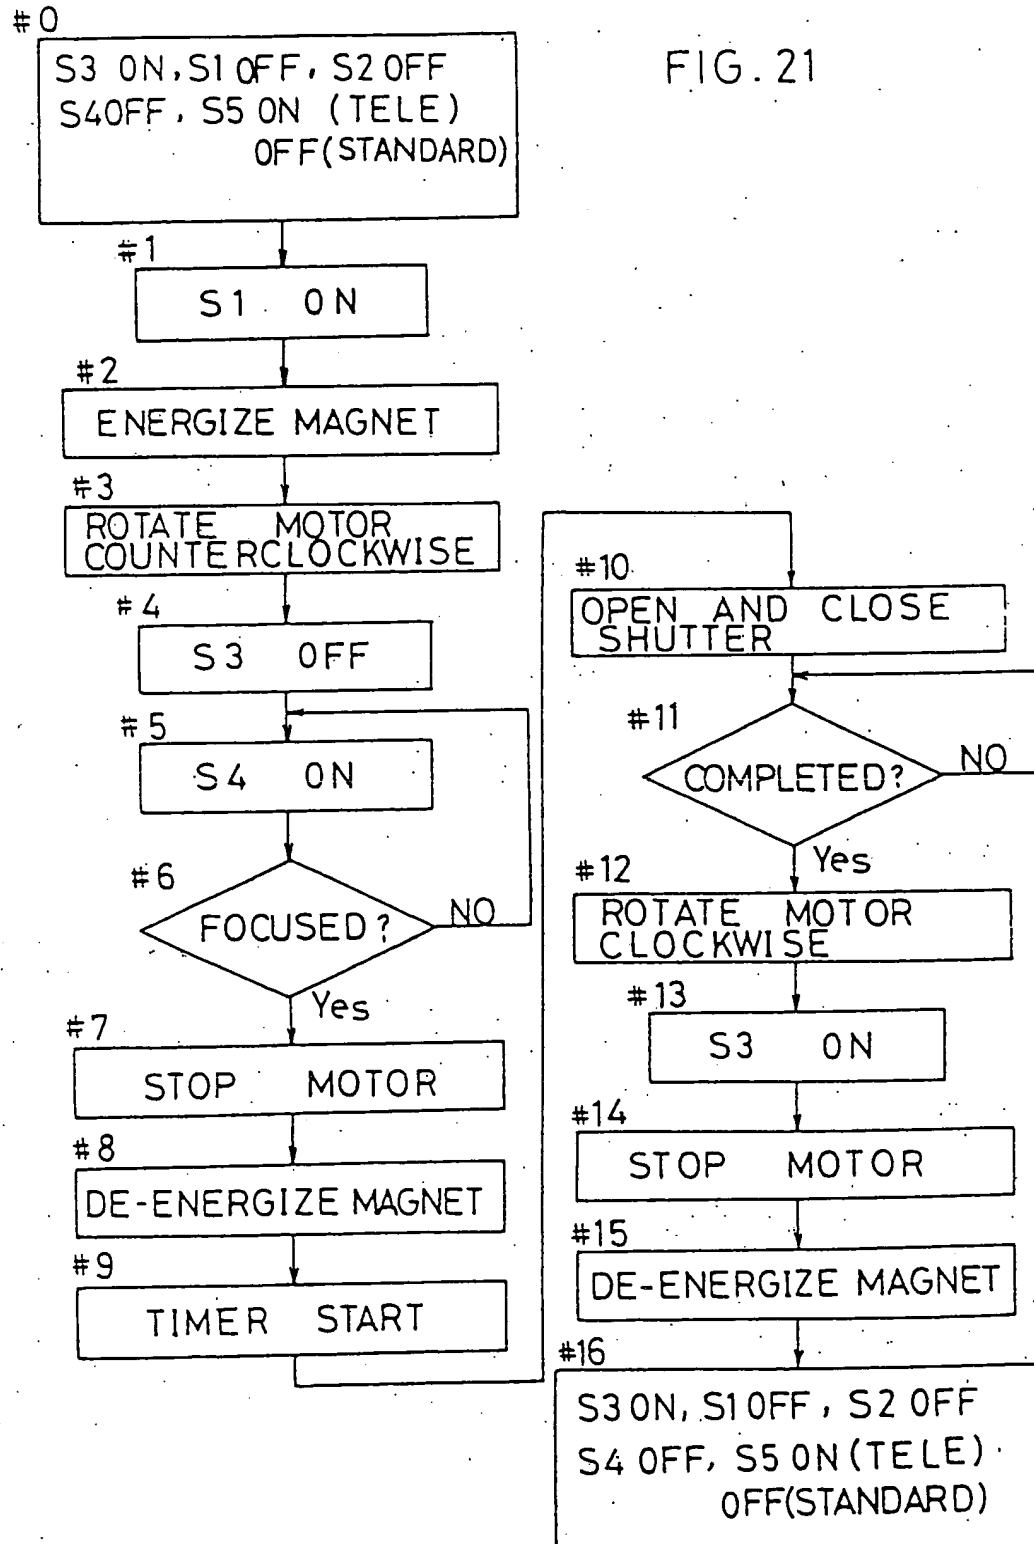 FIG. 21
#0
S3 ON, S1 OFF, S2 OFF
S4 OFF, S5 ON (TELE)
OFF(STANDARD)
#1
S1 ON
#2
ENERGIZE MAGNET
#3
ROTATE MOTOR
COUNTERCLOCKWISE
#4
S3 OFF
#5
S4 ON
#6
FOCUSED?
NO
Yes
#7
STOP MOTOR
#8
DE-ENERGIZE MAGNET
#9
TIMER START
#10
OPEN AND CLOSE
SHUTTER
#11
COMPLETED?
NO
Yes
#12
ROTATE MOTOR
CLOCKWISE
#13
S3 ON
#14
STOP MOTOR
#15
DE-ENERGIZE MAGNET
#16
S3 ON, S1 OFF, S2 OFF
S4 OFF, S5 ON (TELE)
OFF(STANDARD)